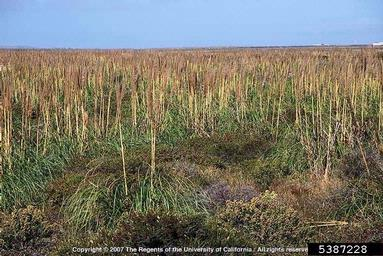 Copyright © 2007 The Regents of the University of California. All rights reserved.
5387228